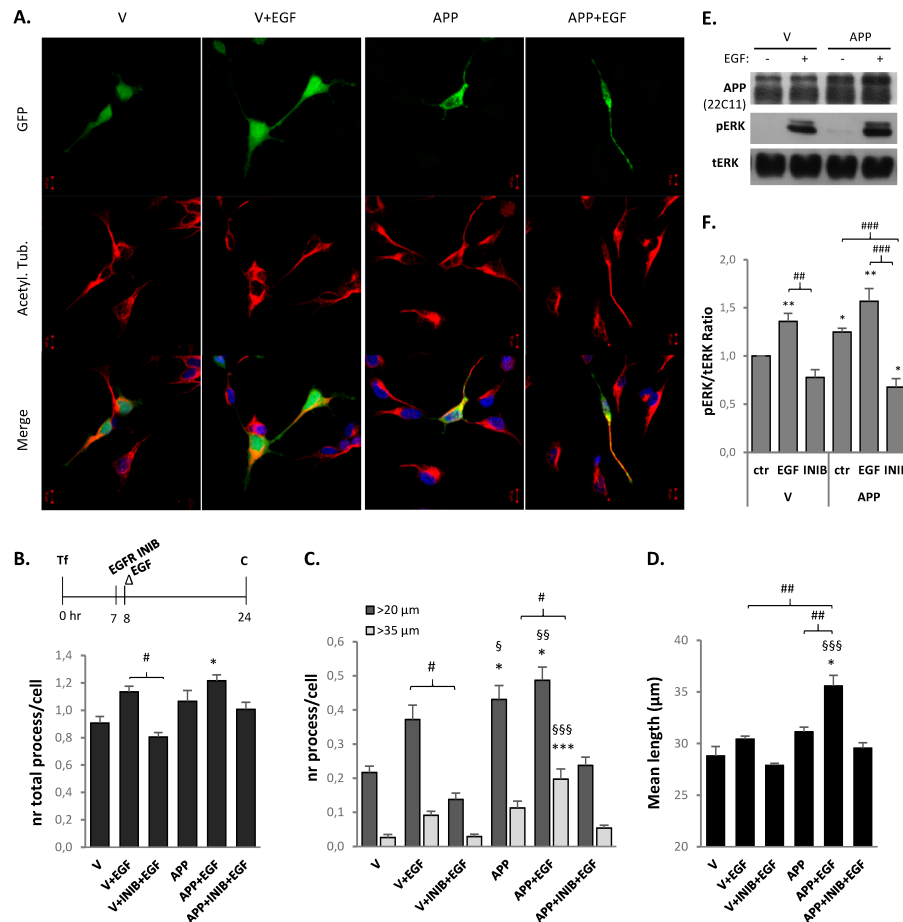 A.
V
V+EGF
APP
APP+EGF
GFP
Acetyl. Tub.
Merge
B.
Tf
EGFR INIB
EGF
C
0 hr
7
8
24
nr total process/cell
1,4
1,2
1,0
0,8
0,6
0,4
0,2
0,0
#
*
V
V+EGF
V+INIB+EGF
APP
APP+EGF
APP+INIB+EGF
C.
>20 µm
>35 µm
nr process/cell
0,6
0,5
0,4
0,3
0,2
0,1
0,0
#
§
*
#
§§
*
§§§
***
V
V+EGF
V+INIB+EGF
APP
APP+EGF
APP+INIB+EGF
D.
Mean length (µm)
40
35
30
25
20
##
##
§§§
*
V
V+EGF
V+INIB+EGF
APP
APP+EGF
APP+INIB+EGF
E.
V
APP
EGF: - + - +
APP
(22C11)
pERK
tERK
F.
pERK/tERK Ratio
2,0
1,5
1,0
0,5
0,0
##
**
###
###
**
*
*
ctr EGF INIB ctr EGF INIB
V
APP